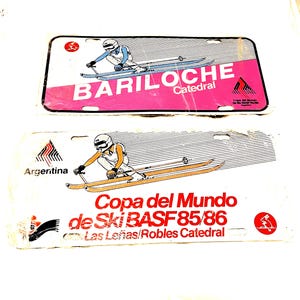 BARILOCHE
Catedral
Argentina
Copa del Mundo
de Ski BASF 85/86
Las Leñas/Robles Catedral